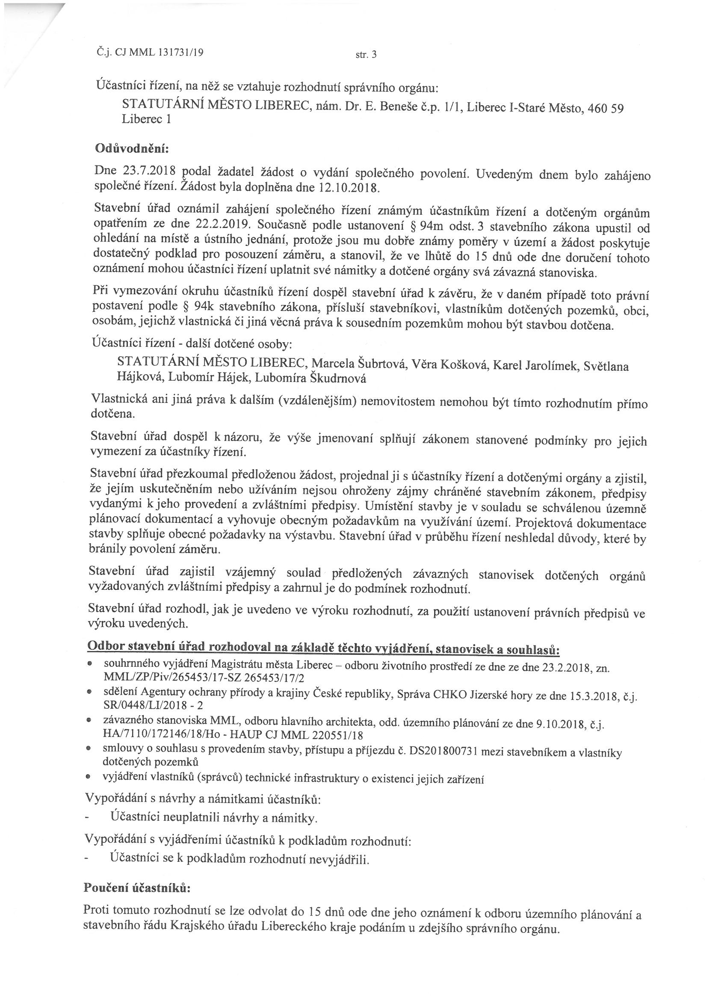 Č.j. CJ MML 131731/19
str. 3
Účastníci řízení, na něž se vztahuje rozhodnutí správního orgánu:
STATUTÁRNÍ MĚSTO LIBEREC, nám. Dr. E. Beneše č.p. 1/1, Liberec I-Staré Město, 460 59
Liberec 1
Odůvodnění:
Dne 23.7.2018 podal žadatel žádost o vydání společného povolení. Uvedeným dnem bylo zahájeno
společné řízení. Žádost byla doplněna dne 12.10.2018.
Stavební úřad oznámil zahájení společného řízení známým účastníkům řízení a dotčeným orgánům
opatřením ze dne 22.2.2019. Současně podle ustanovení § 94m odst. 3 stavebního zákona upustil od
ohledání na místě a ústního jednání, protože jsou mu dobře známy poměry v území a žádost poskytuje
dostatečný podklad pro posouzení záměru, a stanovil, že ve lhůtě do 15 dnů ode dne doručení tohoto
oznámení mohou účastníci řízení uplatnit své námitky a dotčené orgány svá závazná stanoviska.
Při vymezování okruhu účastníků řízení dospěl stavební úřad k závěru, že v daném případě toto právní
postavení podle § 94k stavebního zákona, přísluší stavebníkovi, vlastníkům dotčených pozemků, obci,
osobám, jejichž vlastnická či jiná věcná práva k sousedním pozemkům mohou být stavbou dotčena.
Účastníci řízení - další dotčené osoby:
STATUTÁRNÍ MĚSTO LIBEREC, Marcela Šubrtová, Věra Košková, Karel Jarolímek, Světlana
Hájková, Lubomír Hájek, Lubomíra Škudrnová
Vlastnická ani jiná práva k dalším (vzdálenějším) nemovitostem nemohou být tímto rozhodnutím přímo
dotčena.
Stavební úřad dospěl k názoru, že výše jmenovaní splňují zákonem stanovené podmínky pro jejich
vymezení za účastníky řízení.
Stavební úřad přezkoumal předloženou žádost, projednal ji s účastníky řízení a dotčenými orgány a zjistil,
že jejím uskutečněním nebo užíváním nejsou ohroženy zájmy chráněné stavebním zákonem, předpisy
vydanými k jeho provedení a zvláštními předpisy. Umístění stavby je v souladu se schválenou územně
plánovací dokumentací a vyhovuje obecným požadavkům na využívání území. Projektová dokumentace
stavby splňuje obecné požadavky na výstavbu. Stavební úřad v průběhu řízení neshledal důvody, které by
bránily povolení záměru.
Stavební úřad zajistil vzájemný soulad předložených závazných stanovisek dotčených orgánů
vyžadovaných zvláštními předpisy a zahrnul je do podmínek rozhodnutí.
Stavební úřad rozhodl, jak je uvedeno ve výroku rozhodnutí, za použití ustanovení právních předpisů ve
výroku uvedených.
Odbor stavební úřad rozhodoval na základě těchto vyjádření, stanovisek a souhlasů:
• souhrnného vyjádření Magistrátu města Liberec – odboru životního prostředí ze dne ze dne 23.2.2018, zn.
MML/ZP/Piv/265453/17-SZ 265453/17/2
• sdělení Agentury ochrany přírody a krajiny České republiky, Správa CHKO Jizerské hory ze dne 15.3.2018, č.j.
SR/0448/LI/2018 - 2
• závazného stanoviska MML, odboru hlavního architekta, odd. územního plánování ze dne 9.10.2018, č.j.
HA/7110/172146/18/Ho - HAUP CJ MML 220551/18
• smlouvy o souhlasu s provedením stavby, přístupu a příjezdu č. DS201800731 mezi stavebníkem a vlastníky
dotčených pozemků
• vyjádření vlastníků (správců) technické infrastruktury o existenci jejich zařízení
Vypořádání s návrhy a námitkami účastníků:
- Účastníci neuplatnili návrhy a námitky.
Vypořádání s vyjádřeními účastníků k podkladům rozhodnutí:
- Účastníci se k podkladům rozhodnutí nevyjádřili.
Poučení účastníků:
Proti tomuto rozhodnutí se lze odvolat do 15 dnů ode dne jeho oznámení k odboru územního plánování a
stavebního řádu Krajského úřadu Libereckého kraje podáním u zdejšího správního orgánu.